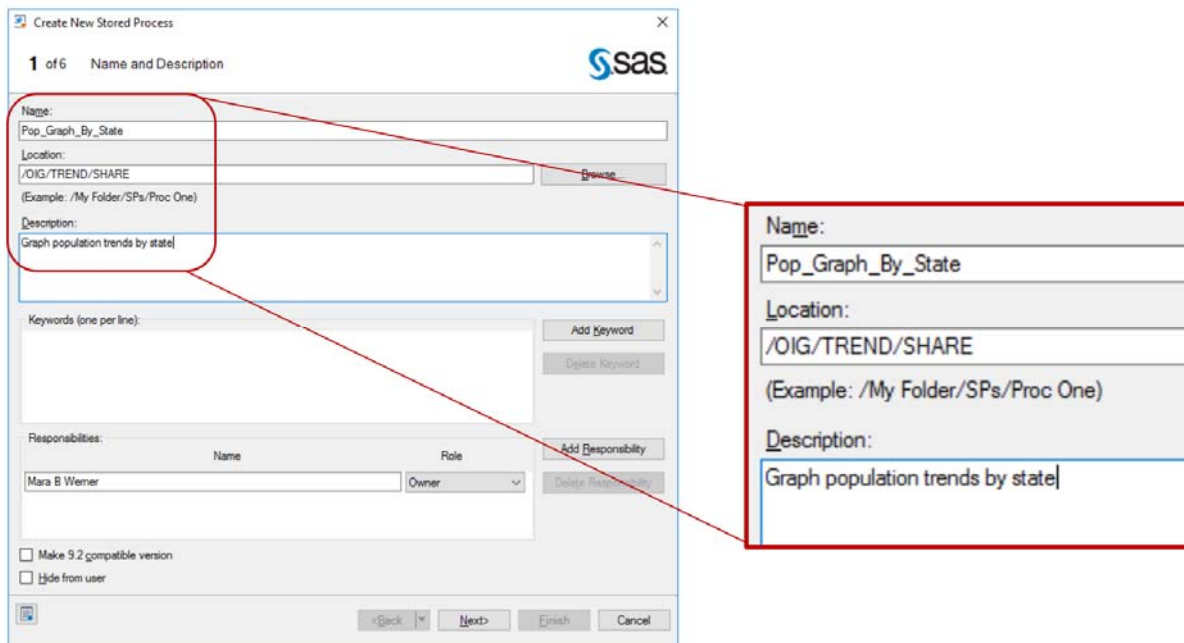 Create New Stored Process
1 of 6 Name and Description
sas
Name:
Pop_Graph_By_State
Location:
/OIG/TREND/SHARE
Browse...
(Example: /My Folder/SPs/Proc One)
Description:
Graph population trends by state
Keywords (one per line):
Add Keyword
Delete Keyword
Responsibilities:
Name Role
Add Responsibility
Mara B Werner Owner
Delete Responsibility
Make 9.2 compatible version
Hide from user
<Back Next> Finish Cancel
Name:
Pop_Graph_By_State
Location:
/OIG/TREND/SHARE
(Example: /My Folder/SPs/Proc One)
Description:
Graph population trends by state